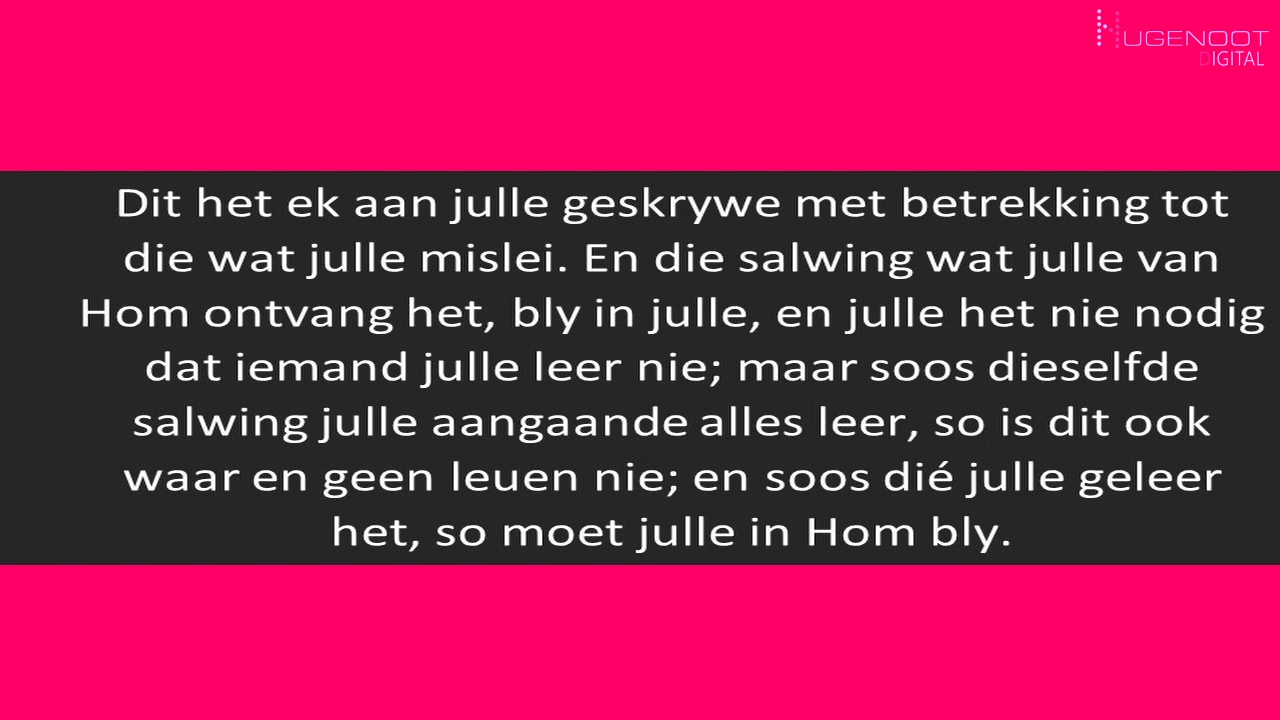 HUGENOOT
DIGITAL
Dit het ek aan julle geskrywe met betrekking tot
die wat julle mislei. En die salwing wat julle van
Hom ontvang het, bly in julle, en julle het nie nodig
dat iemand julle leer nie; maar soos dieselfde
salwing julle aangaande alles leer, so is dit ook
waar en geen leuen nie; en soos dié julle geleer
het, so moet julle in Hom bly.